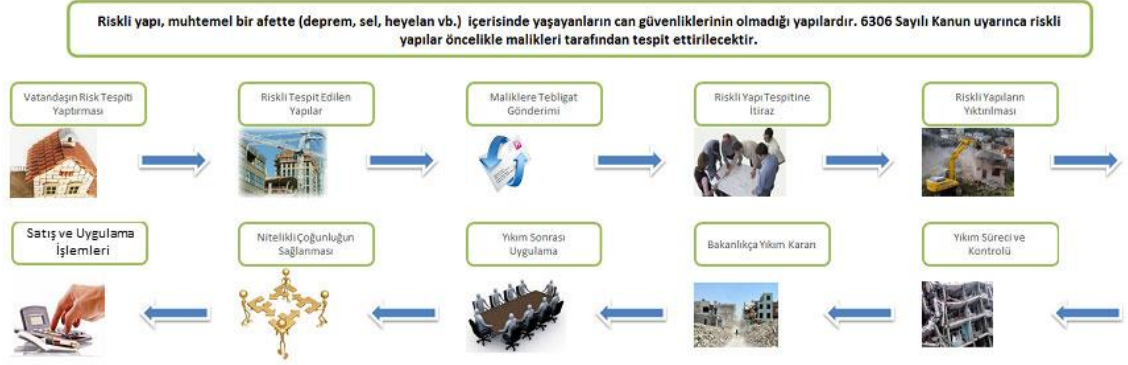 Riskli yapı, muhtemel bir afette (deprem, sel, heyelan vb.) içerisinde yaşayanların can güvenliklerinin olmadığı yapılardır. 6306 Sayılı Kanun uyarınca riskli
yapılar öncelikle malikleri tarafından tespit ettirilecektir.
Vatandaşın Risk Tespiti
Yaptırması
Riskli Tespit Edilen
Yapılar
Maliklere Tebligat
Gönderimi
Riskli Yapı Tespitine
İtiraz
Riskli Yapıların
Yıktırılması
Satış ve Uygulama
İşlemleri
Nitelikli Çoğunluğun
Sağlanması
Yıkım Sonrası
Uygulama
Bakanlıkça Yıkım Kararı
Yıkım Süreci ve
Kontrolü